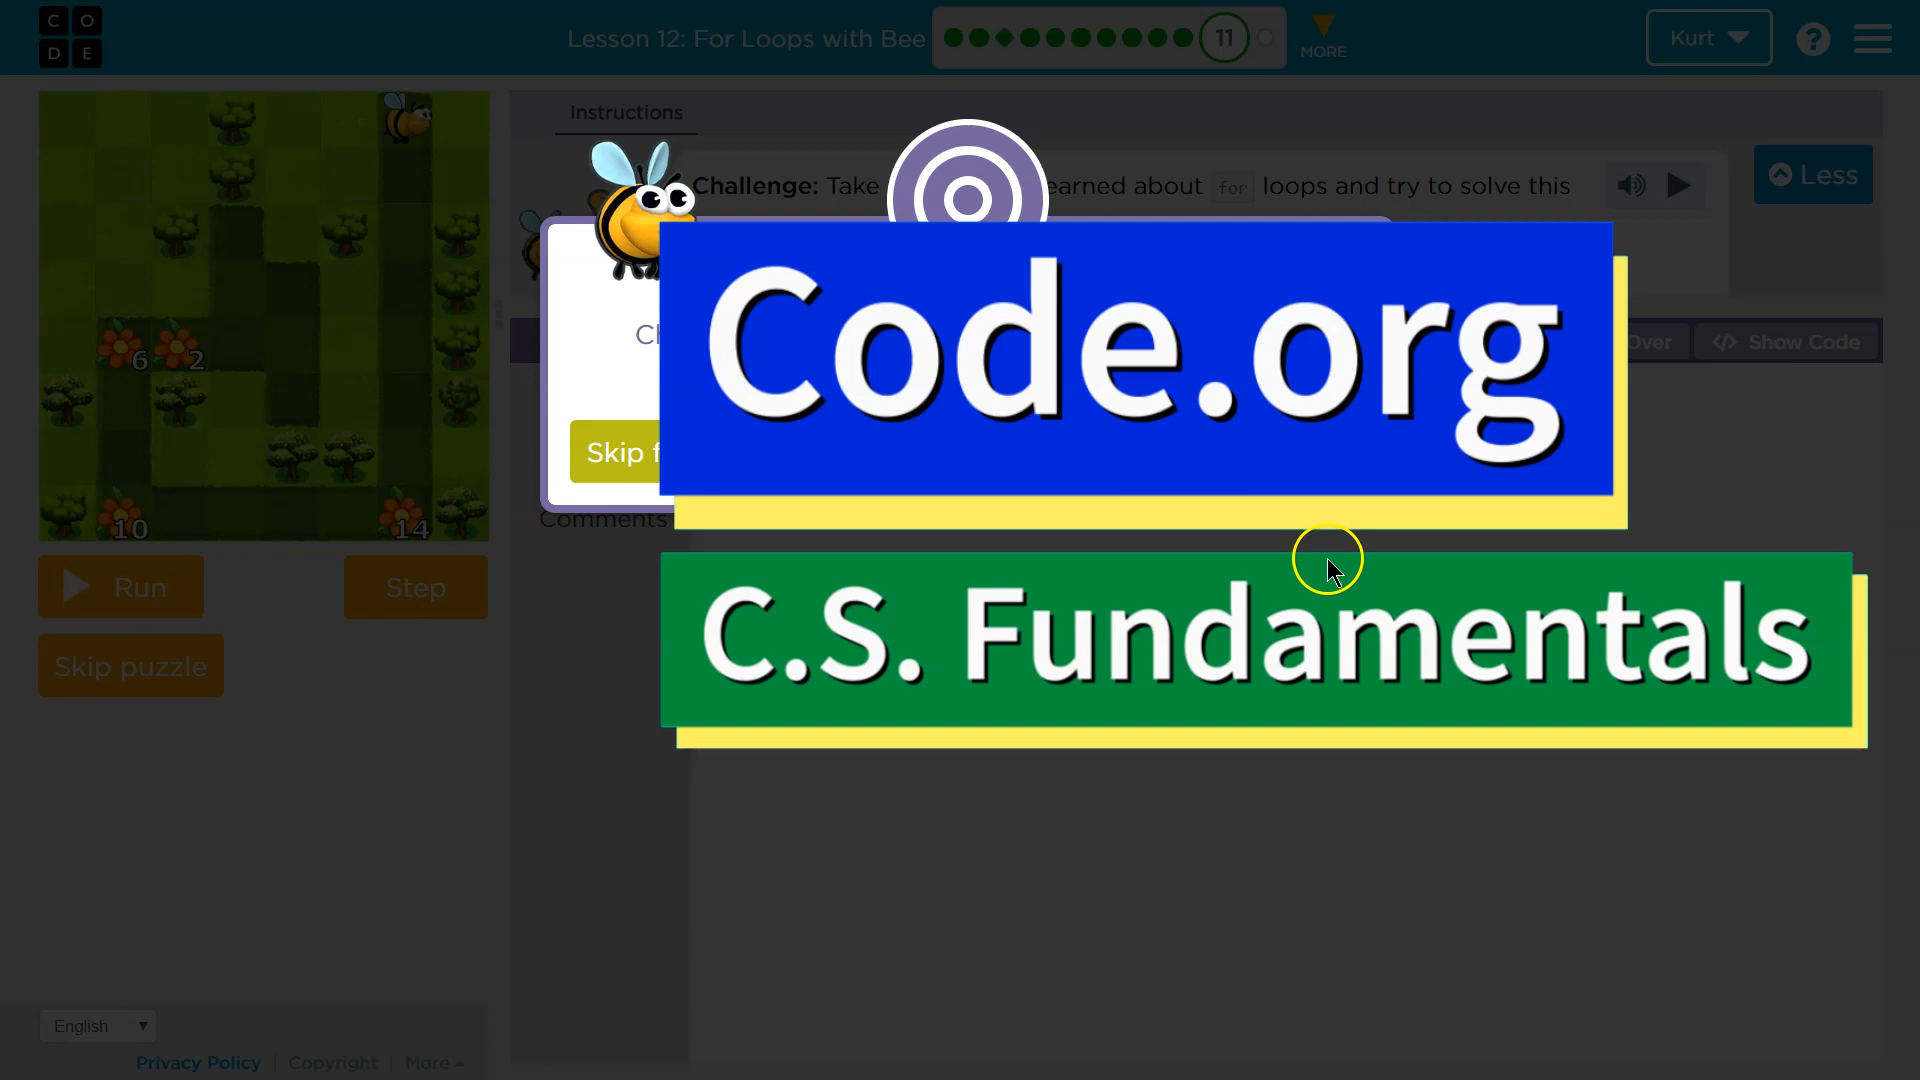 C O
D E
Lesson 12: For Loops with Bee
11
MORE
Kurt
?
Instructions
Challenge: Take
earned about for loops and try to solve this
Less
Code.org
Over
Show Code
6
2
Skip
Comments
10
14
C.S. Fundamentals
Run
Step
Skip puzzle
English
Privacy Policy | Copyright | More